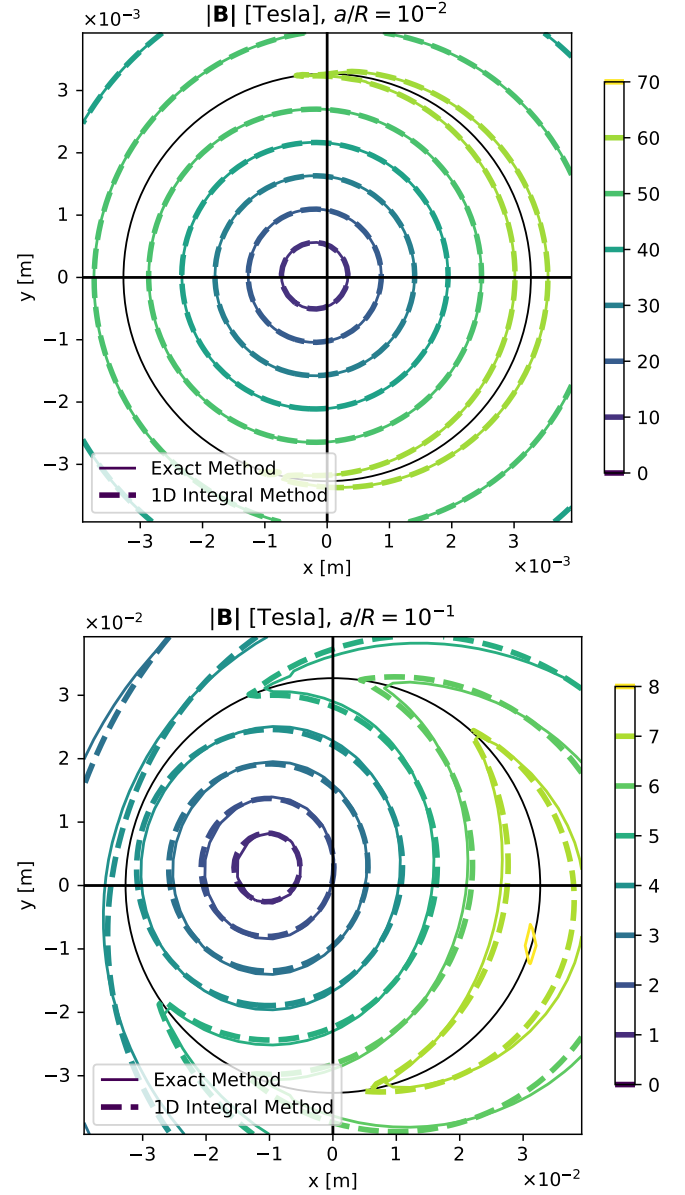 ×10⁻³
|B| [Tesla], a/R = 10⁻²
3
2
1
0
−1
−2
−3
y [m]
−3 −2 −1 0 1 2 3
x [m]
×10⁻³
Exact Method
1D Integral Method
70
60
50
40
30
20
10
0
×10⁻²
|B| [Tesla], a/R = 10⁻¹
3
2
1
0
−1
−2
−3
y [m]
−3 −2 −1 0 1 2 3
x [m]
×10⁻²
Exact Method
1D Integral Method
8
7
6
5
4
3
2
1
0